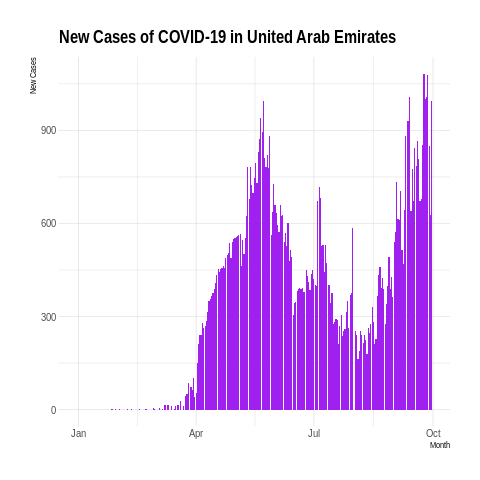 New Cases of COVID-19 in United Arab Emirates
New Cases
900
600
300
0
Jan Apr Jul Oct
Month